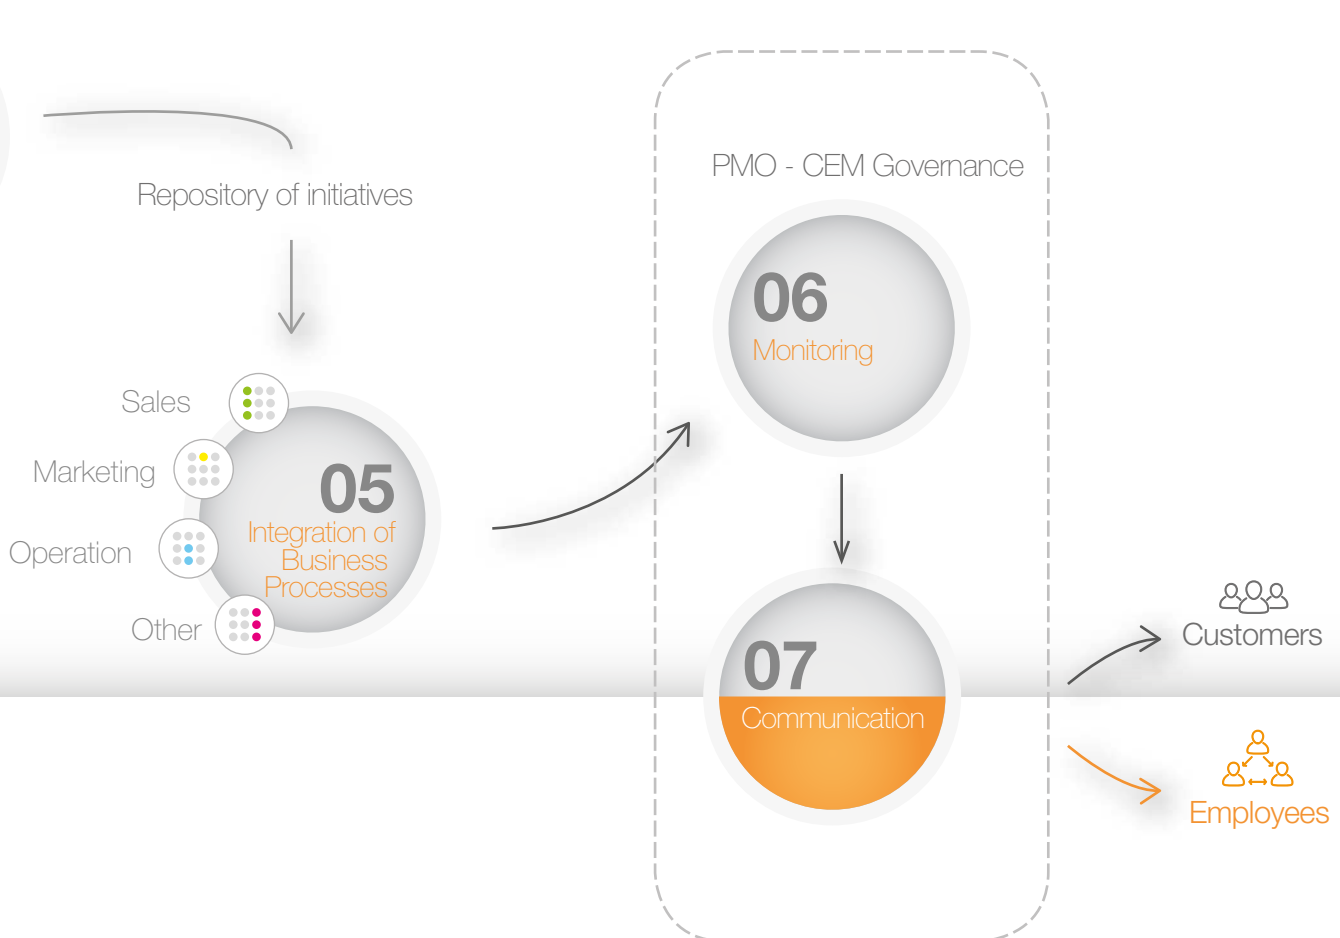 Repository of initiatives
Sales
Marketing
Operation
Other
05
Integration of
Business
Processes
PMO - CEM Governance
06
Monitoring
07
Communication
Customers
Employees